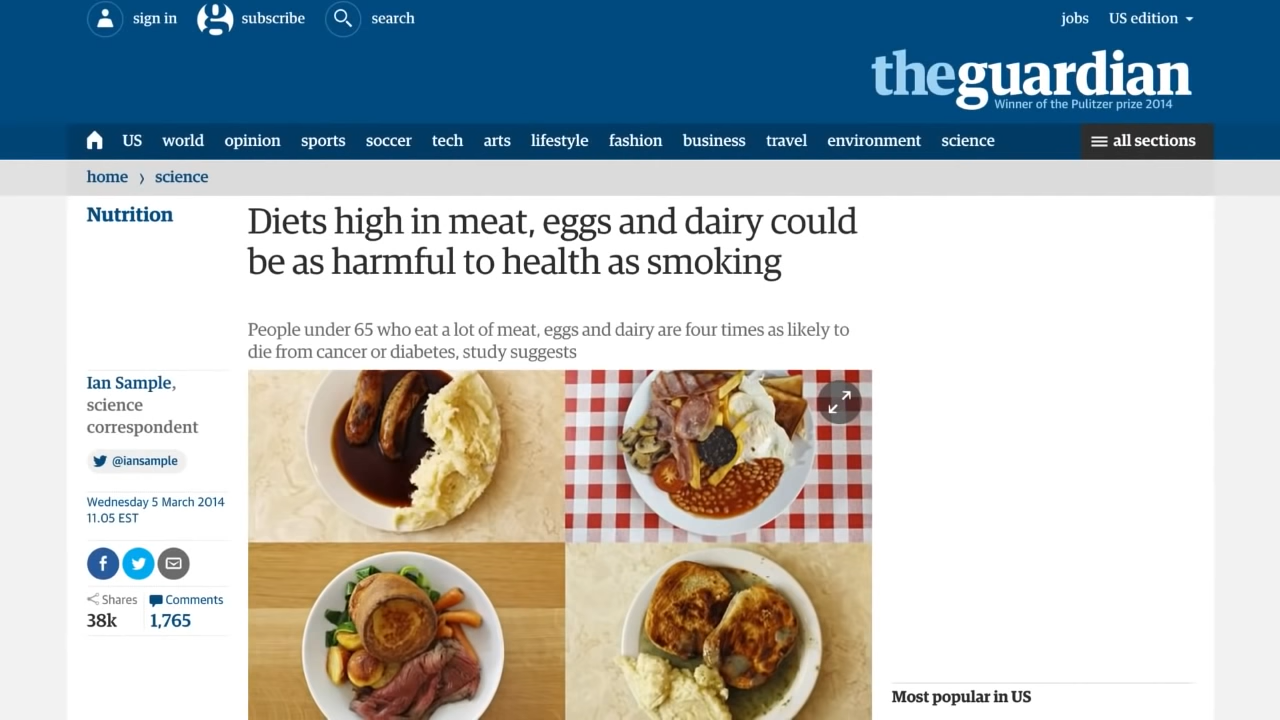 sign in
subscribe
search
jobs
US edition
theguardian
Winner of the Pulitzer prize 2014
US world opinion sports soccer tech arts lifestyle fashion business travel environment science
all sections
home › science
Nutrition
Diets high in meat, eggs and dairy could
be as harmful to health as smoking
People under 65 who eat a lot of meat, eggs and dairy are four times as likely to
die from cancer or diabetes, study suggests
Ian Sample,
science
correspondent
@iansample
Wednesday 5 March 2014
11.05 EST
Shares
38k
Comments
1,765
Most popular in US